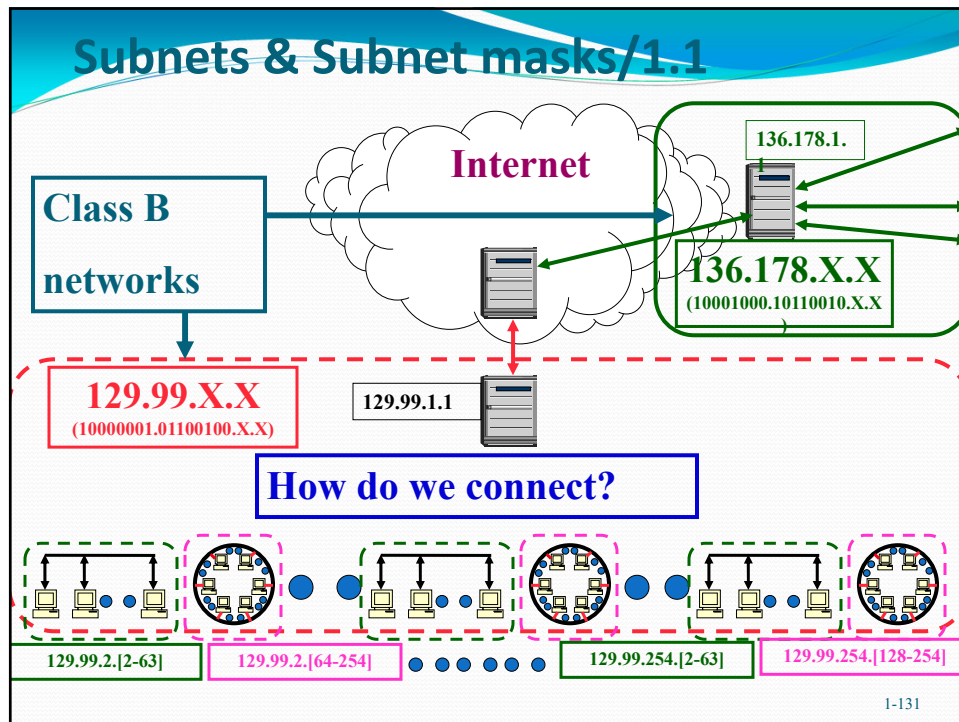 Subnets & Subnet masks/1.1
136.178.1.
1
Internet
Class B
networks
136.178.X.X
(10001000.10110010.X.X
)
129.99.X.X
(10000001.01100100.X.X)
129.99.1.1
How do we connect?
129.99.2.[2-63]
129.99.2.[64-254]
129.99.254.[2-63]
129.99.254.[128-254]
1-131